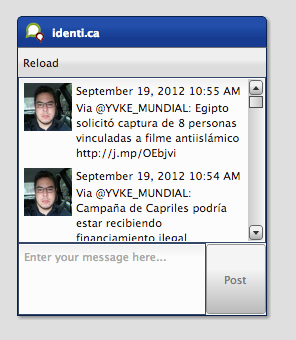 identi.ca
Reload
September 19, 2012 10:55 AM
Via @YVKE_MUNDIAL: Egipto
solicitó captura de 8 personas
vinculadas a filme antiislámico
http://j.mp/OEbjvi
September 19, 2012 10:54 AM
Via @YVKE_MUNDIAL:
Campaña de Capriles podría
estar recibiendo
financiamiento ilegal
Enter your message here...
Post